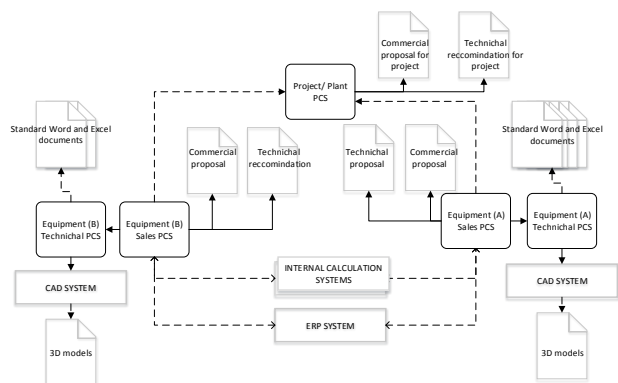 Commercial
proposal for
project
Technichal
reccomindation for
project
Project/ Plant
PCS
Standard Word and Excel
documents
Commercial
proposal
Technichal
reccomindation
Technichal
proposal
Commercial
proposal
Standard Word and Excel
documents
Equipment (B)
Technichal PCS
Equipment (B)
Sales PCS
Equipment (A)
Sales PCS
Equipment (A)
Technichal PCS
CAD SYSTEM
INTERNAL CALCULATION
SYSTEMS
CAD SYSTEM
ERP SYSTEM
3D models
3D models